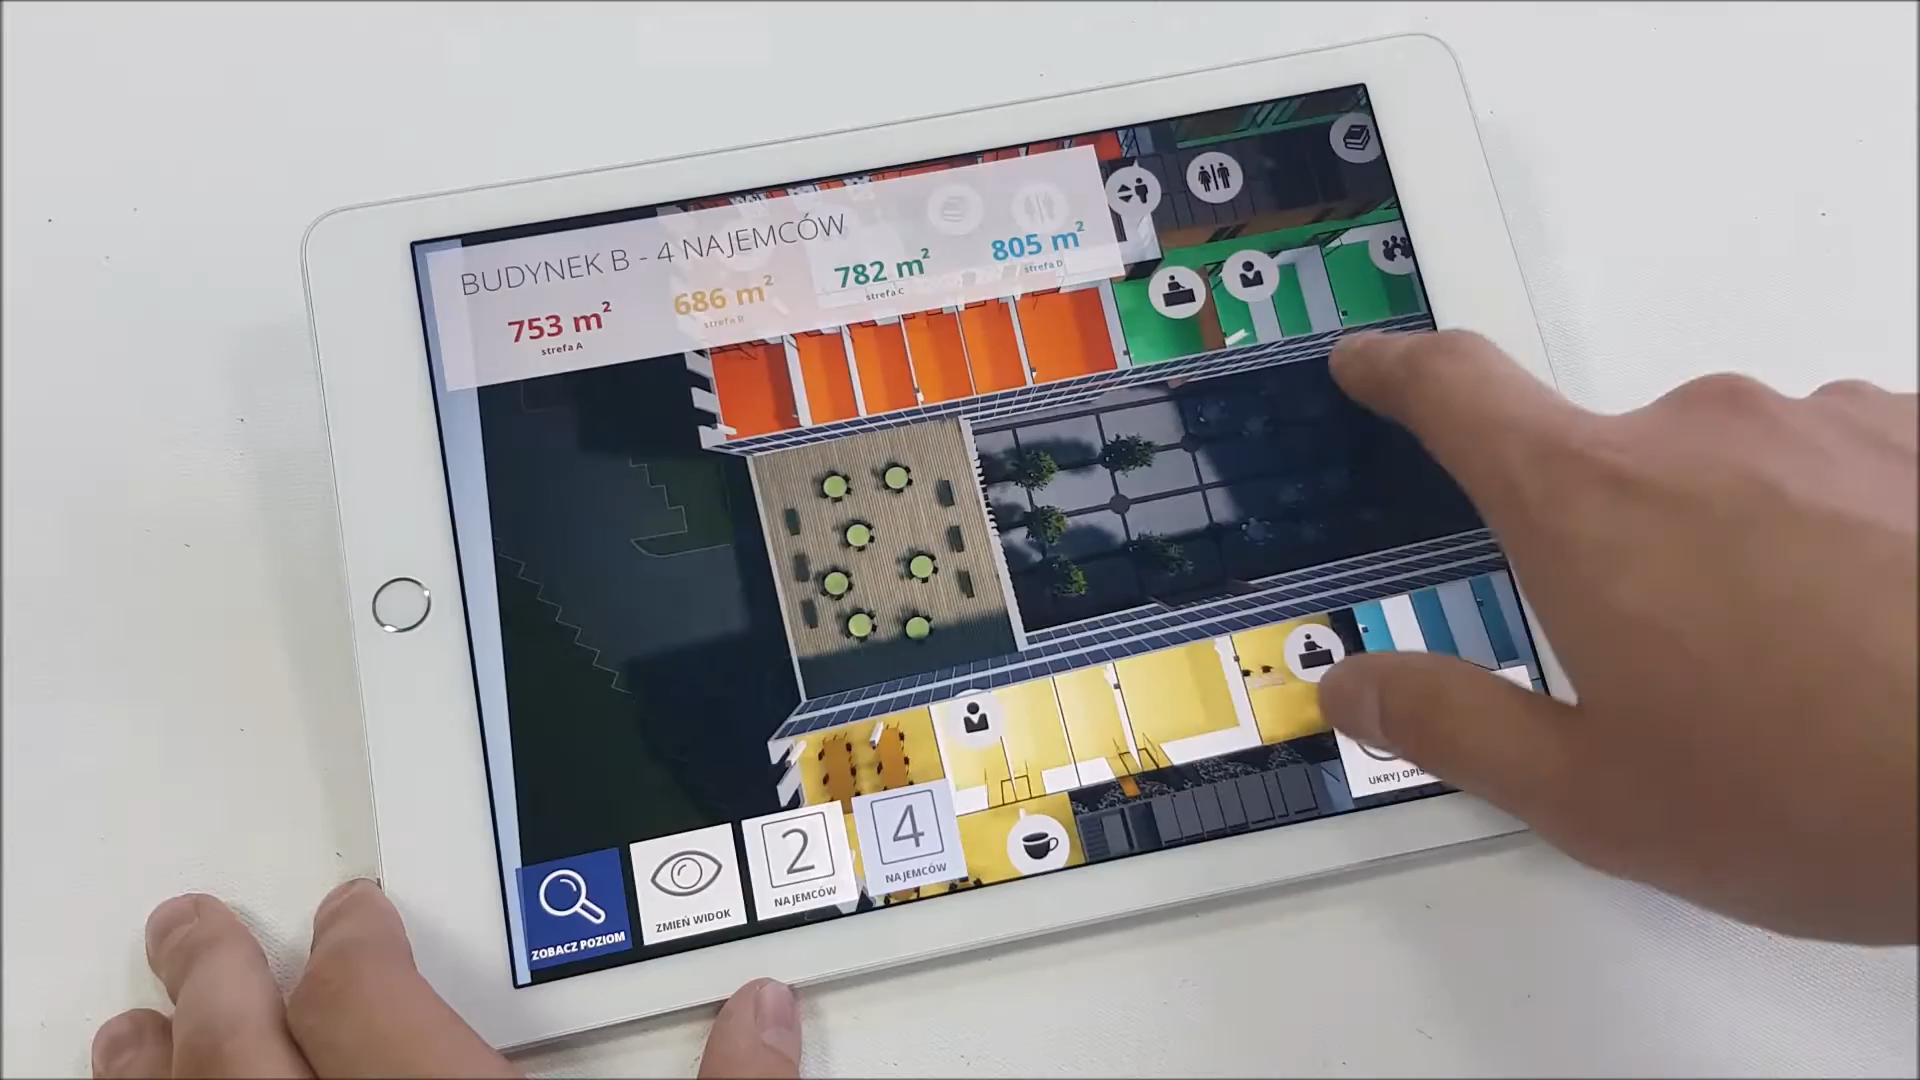 BUDYNEK B - 4 NAJEMCÓW
753 m²
strefa A
686 m²
strefa B
782 m²
strefa C
805 m²
strefa D
ZOBACZ POZIOM
ZMIEŃ WIDOK
2
NAJEMCÓW
4
NAJEMCÓW
UKRYJ